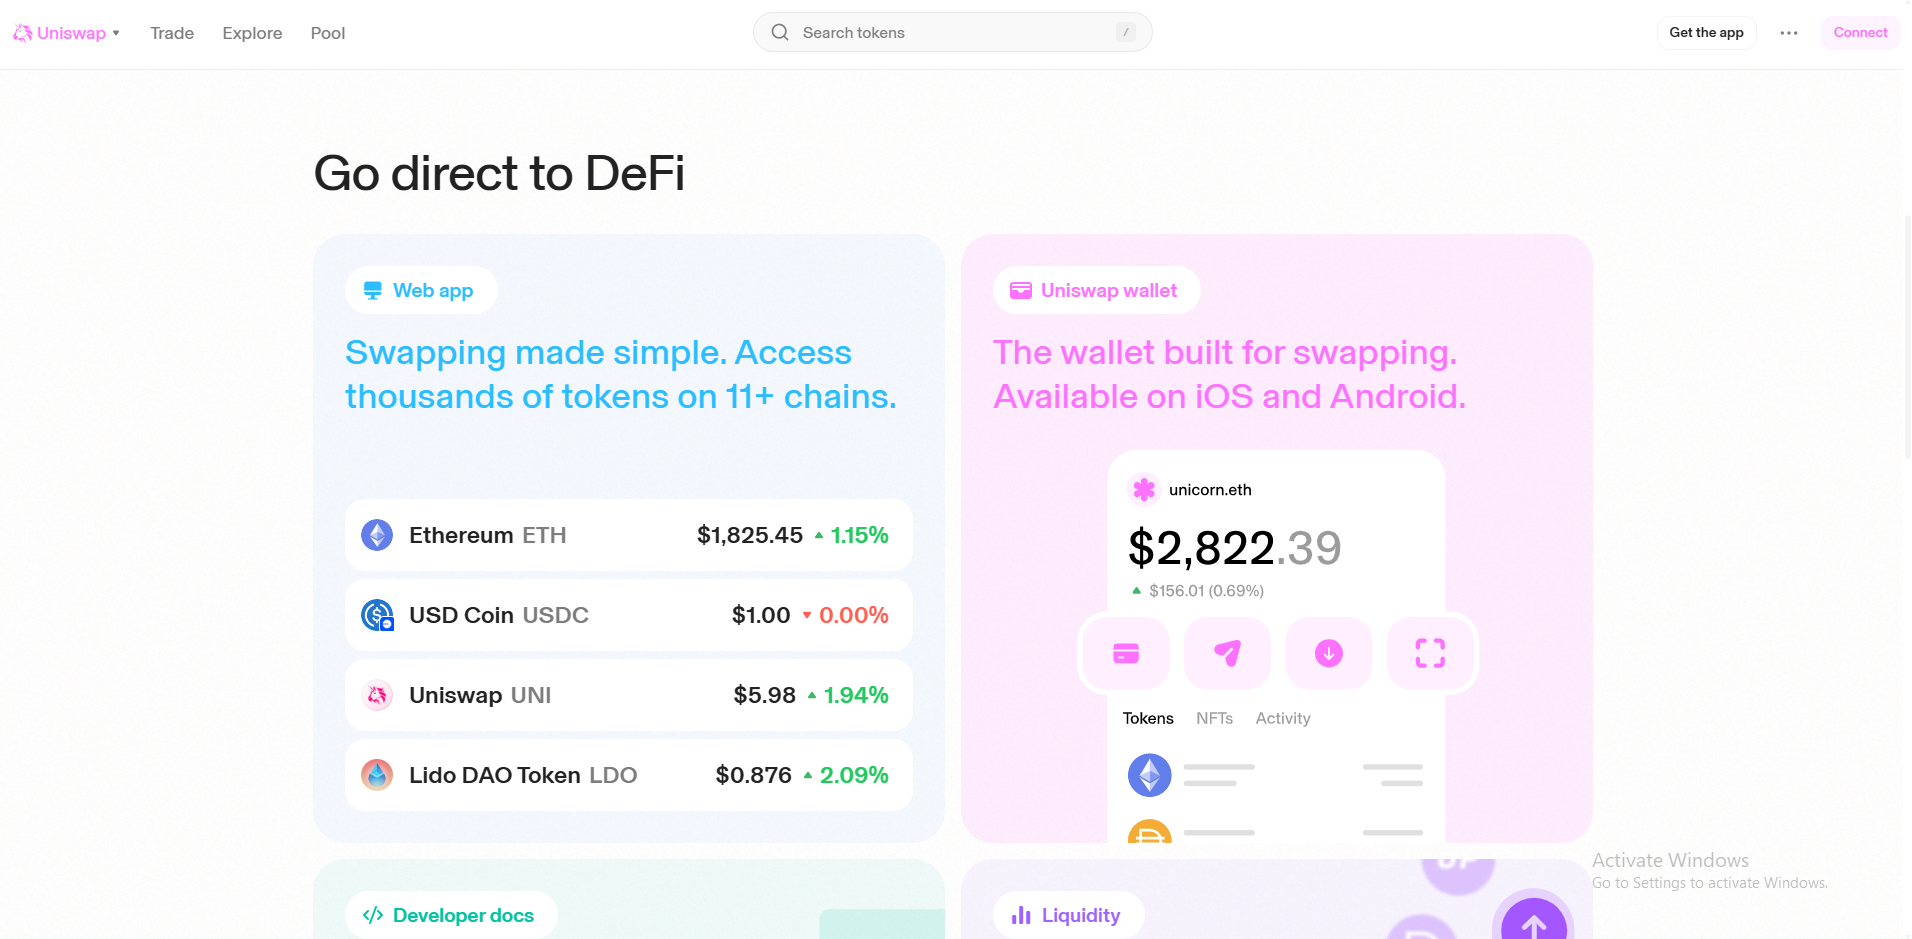 Uniswap
Trade
Explore
Pool
Search tokens
/
Get the app
Connect
Go direct to DeFi
Web app
Swapping made simple. Access
thousands of tokens on 11+ chains.
Ethereum ETH $1,825.45 1.15%
USD Coin USDC $1.00 0.00%
Uniswap UNI $5.98 1.94%
Lido DAO Token LDO $0.876 2.09%
Uniswap wallet
The wallet built for swapping.
Available on iOS and Android.
unicorn.eth
$2,822.39
$156.01 (0.69%)
Tokens NFTs Activity
Developer docs
Liquidity
Activate Windows
Go to Settings to activate Windows.